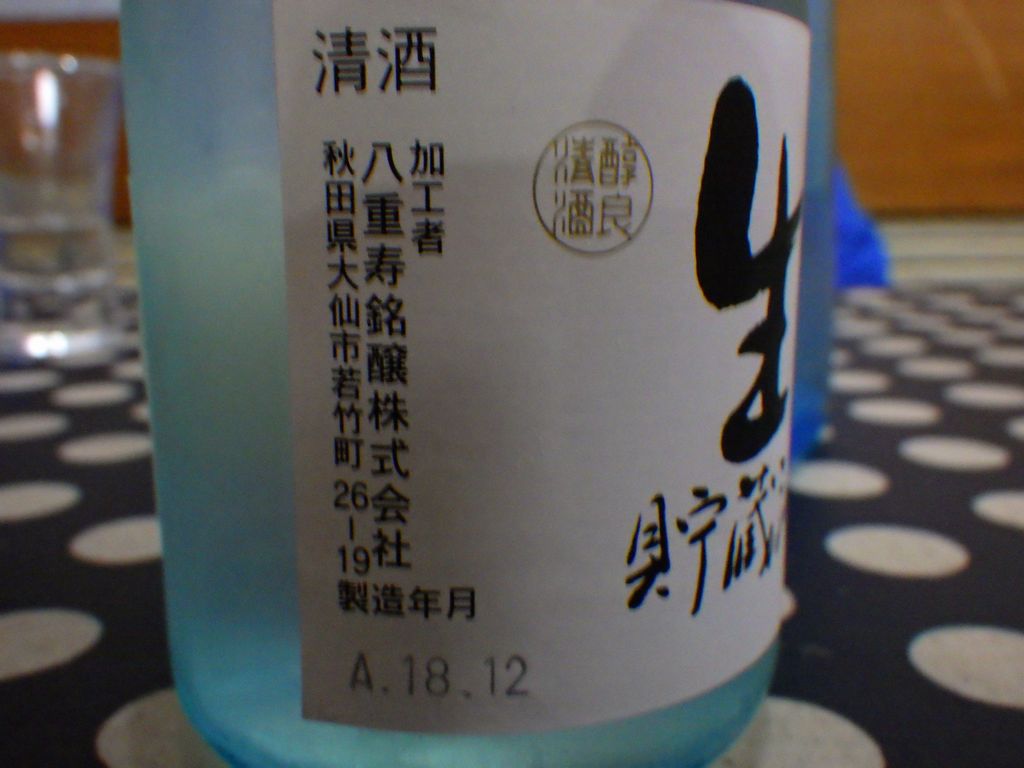 清酒
加工者
八重寿銘醸株式会社
秋田県大仙市若竹町26-19
製造年月
A.18.12
醇良
清酒
生
貯蔵